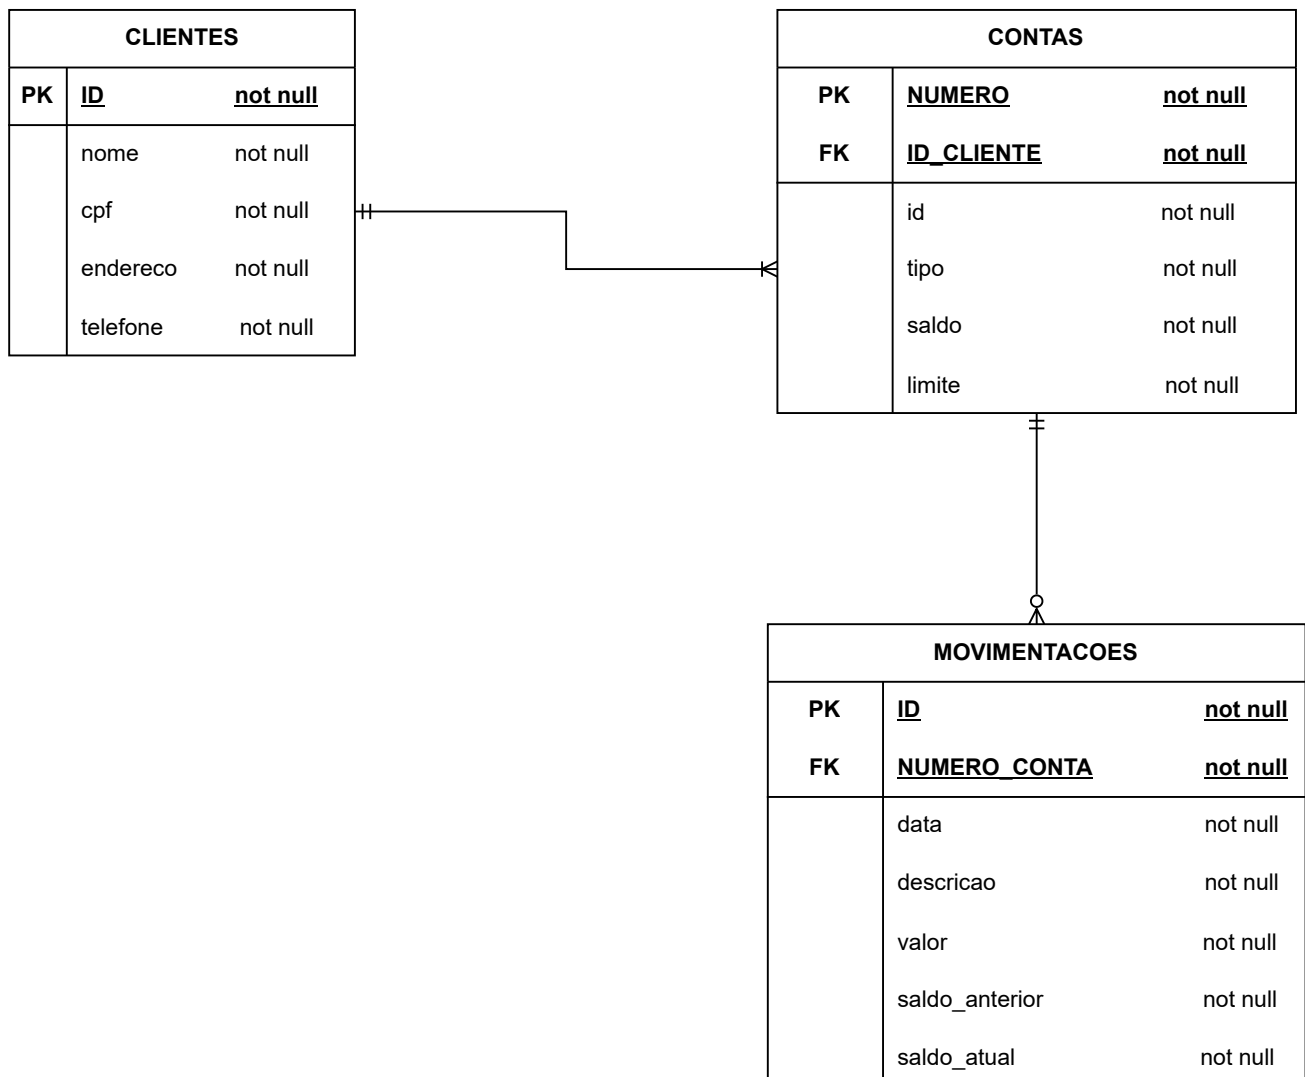 CLIENTES
PK ID not null
nome not null
cpf not null
endereco not null
telefone not null
CONTAS
PK NUMERO not null
FK ID_CLIENTE not null
id not null
tipo not null
saldo not null
limite not null
MOVIMENTACOES
PK ID not null
FK NUMERO_CONTA not null
data not null
descricao not null
valor not null
saldo_anterior not null
saldo_atual not null